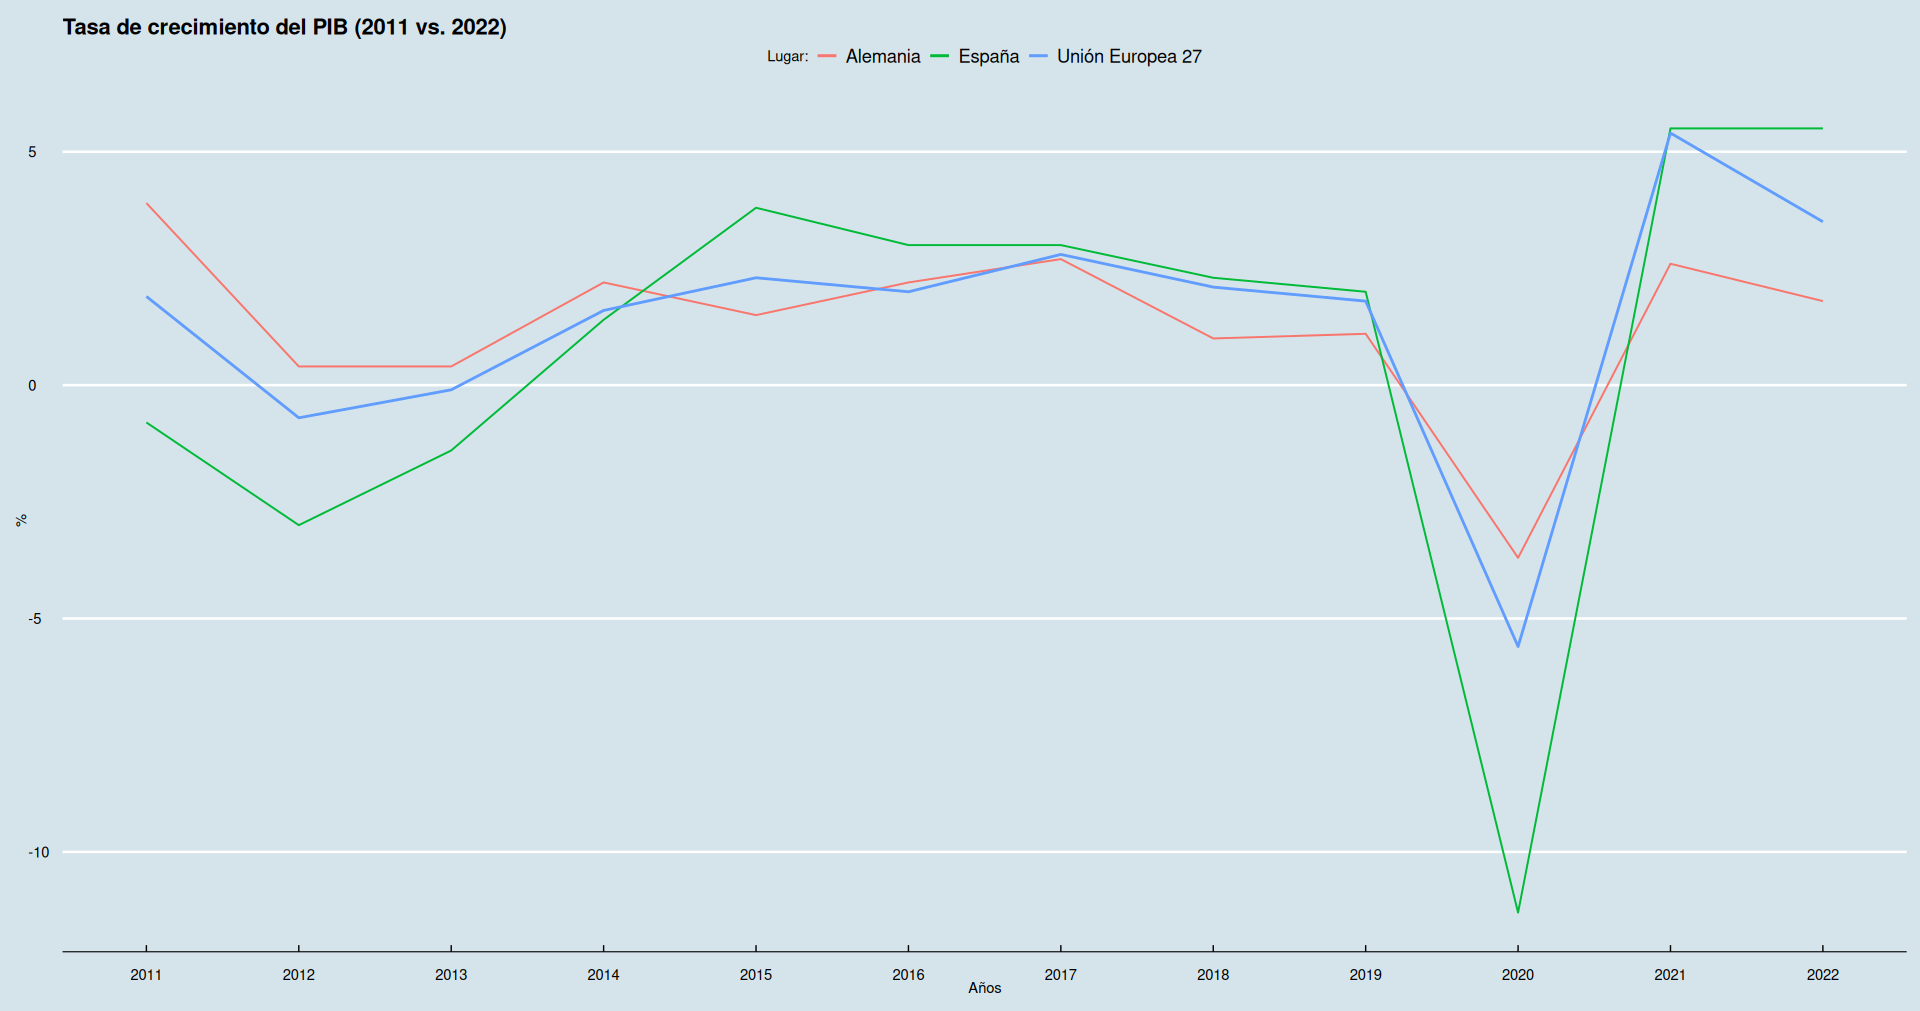 Tasa de crecimiento del PIB (2011 vs. 2022)
Lugar: Alemania España Unión Europea 27
5
0
-5
-10
%
2011 2012 2013 2014 2015 2016 2017 2018 2019 2020 2021 2022
Años